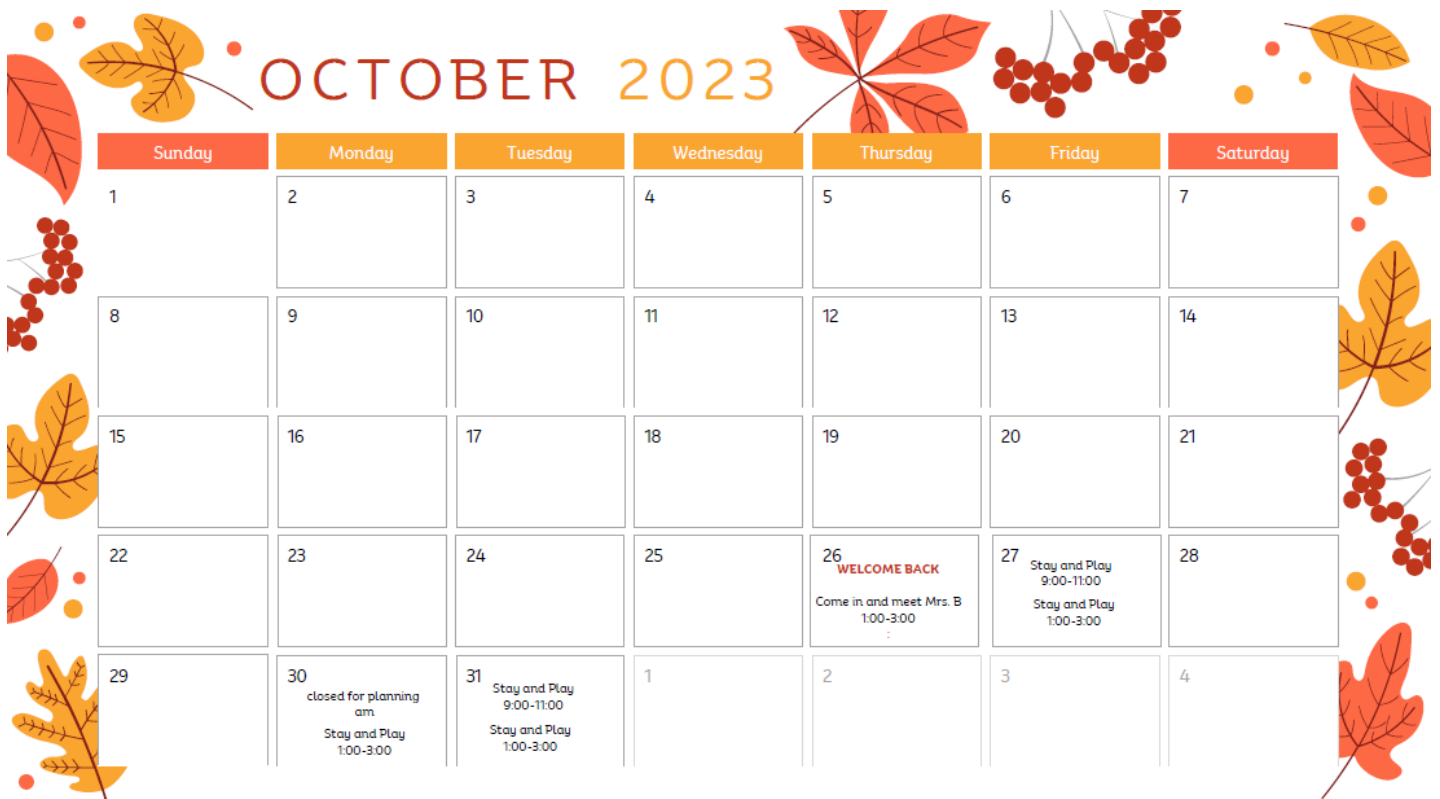 OCTOBER 2023
Sunday Monday Tuesday Wednesday Thursday Friday Saturday
1 2 3 4 5 6 7
8 9 10 11 12 13 14
15 16 17 18 19 20 21
22 23 24 25
26
WELCOME BACK
Come in and meet Mrs. B
1:00-3:00
:
27
Stay and Play
9:00-11:00
Stay and Play
1:00-3:00
28
29
30
closed for planning
am
Stay and Play
1:00-3:00
31
Stay and Play
9:00-11:00
Stay and Play
1:00-3:00
1 2 3 4